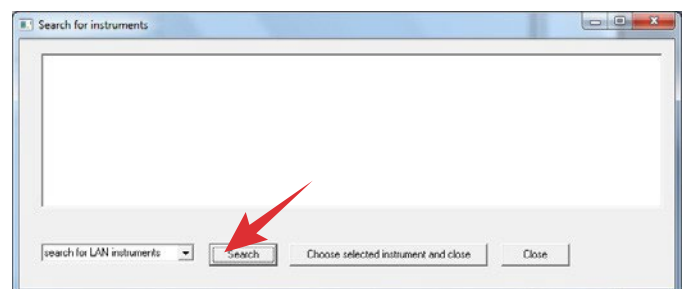 Search for instruments
search for LAN instruments Search Choose selected instrument and close Close